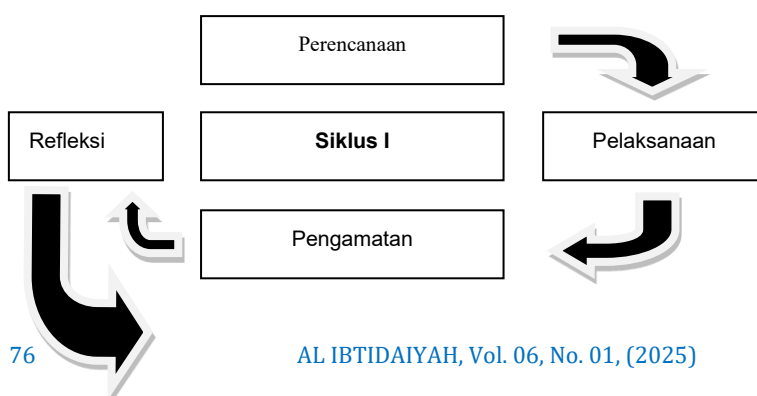 Perencanaan
Refleksi
Siklus I
Pelaksanaan
Pengamatan
76
AL IBTIDAIYAH, Vol. 06, No. 01, (2025)